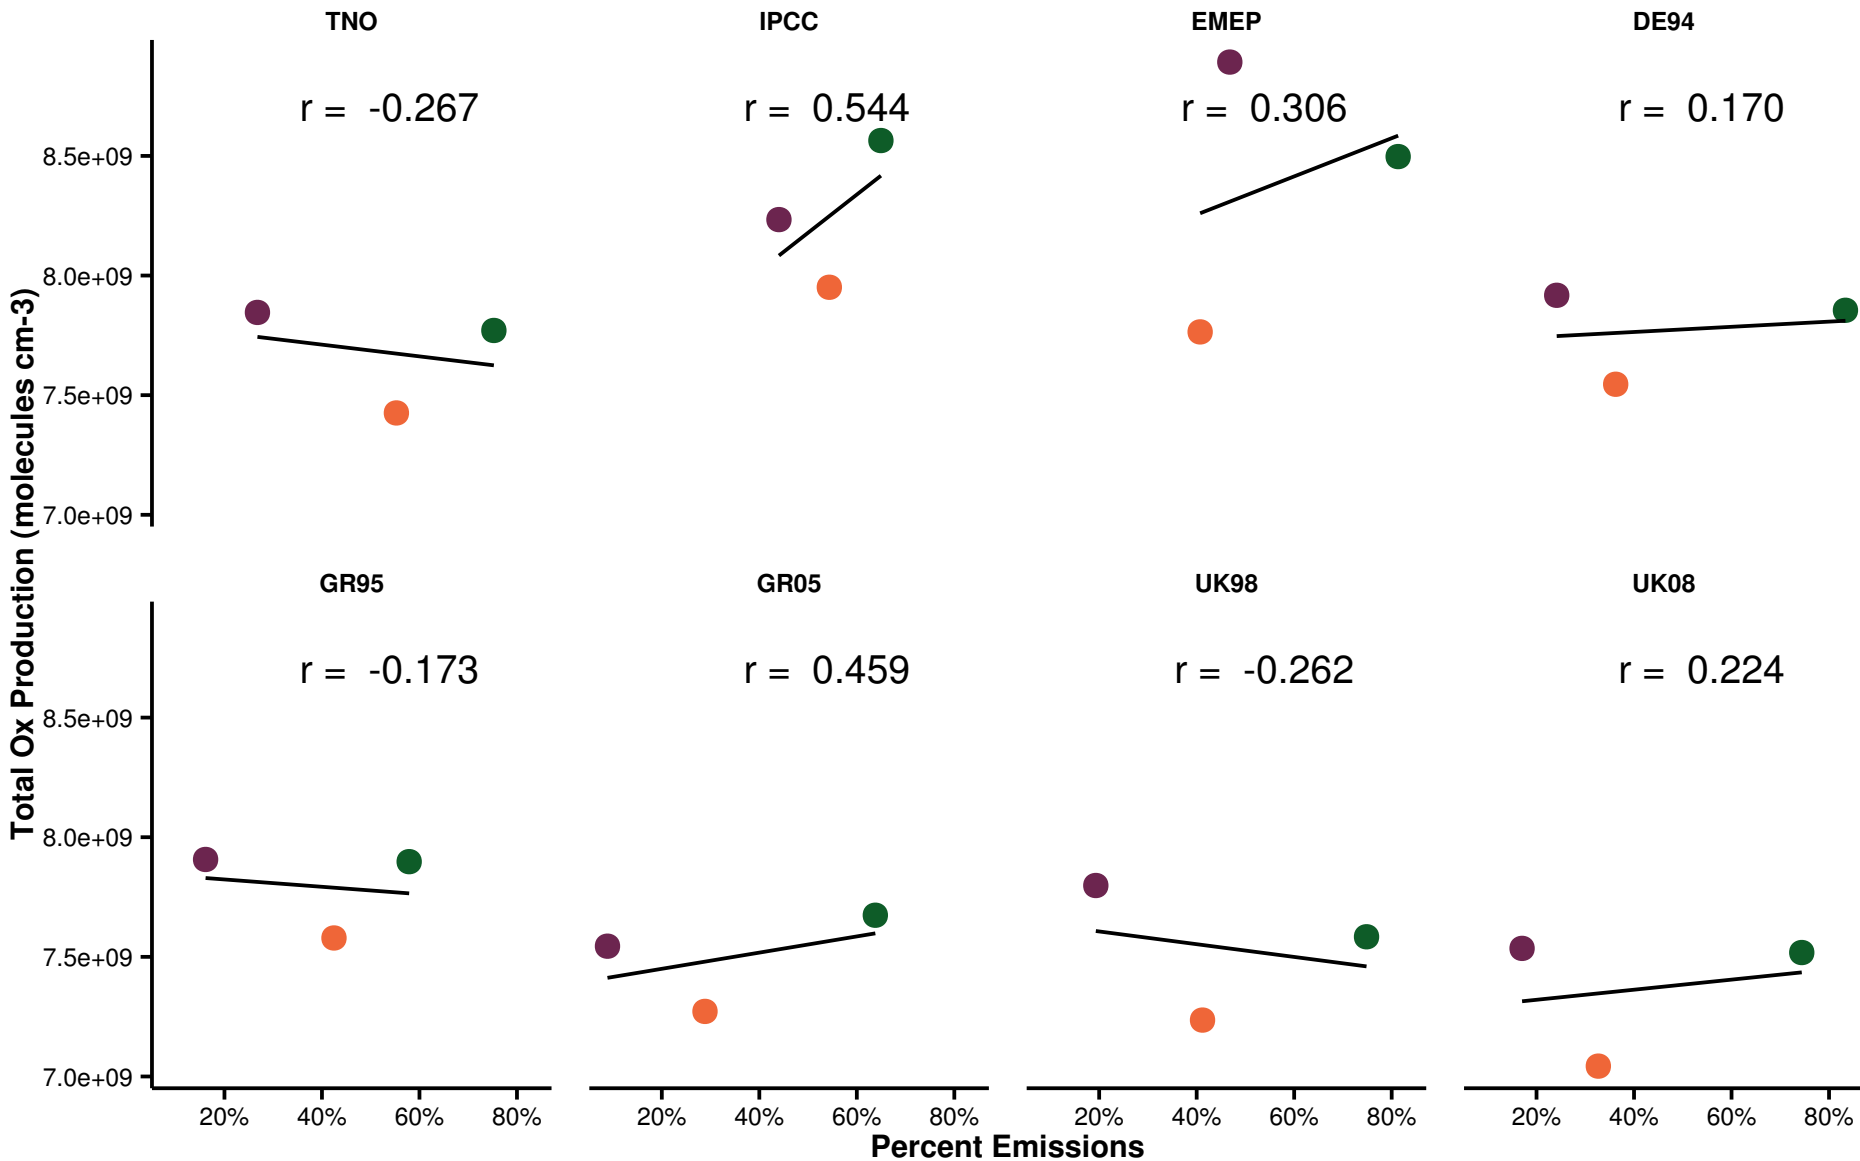 TNO IPCC EMEP DE94
r = -0.267 r = 0.544 r = 0.306 r = 0.170
8.5e+09
8.0e+09
7.5e+09
7.0e+09
Total Ox Production (molecules cm-3)
GR95 GR05 UK98 UK08
r = -0.173 r = 0.459 r = -0.262 r = 0.224
8.5e+09
8.0e+09
7.5e+09
7.0e+09
20% 40% 60% 80% 20% 40% 60% 80% 20% 40% 60% 80% 20% 40% 60% 80%
Percent Emissions